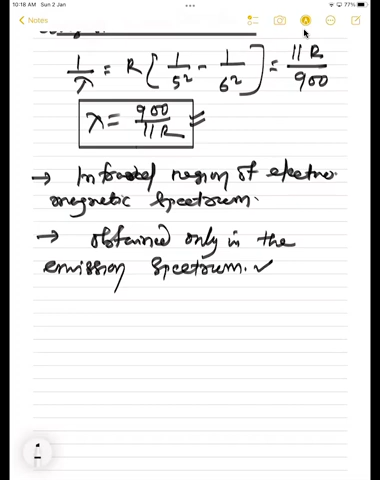 10:18 AM Sun 2 Jan
77%
Notes
1/λ = R ( 1/5² - 1/6² ) = 11R/900
λ = 900/11R
→ Infrared region of electro-
magnetic Spectrum.
→ obtained only in the
emission Spectrum. ✓